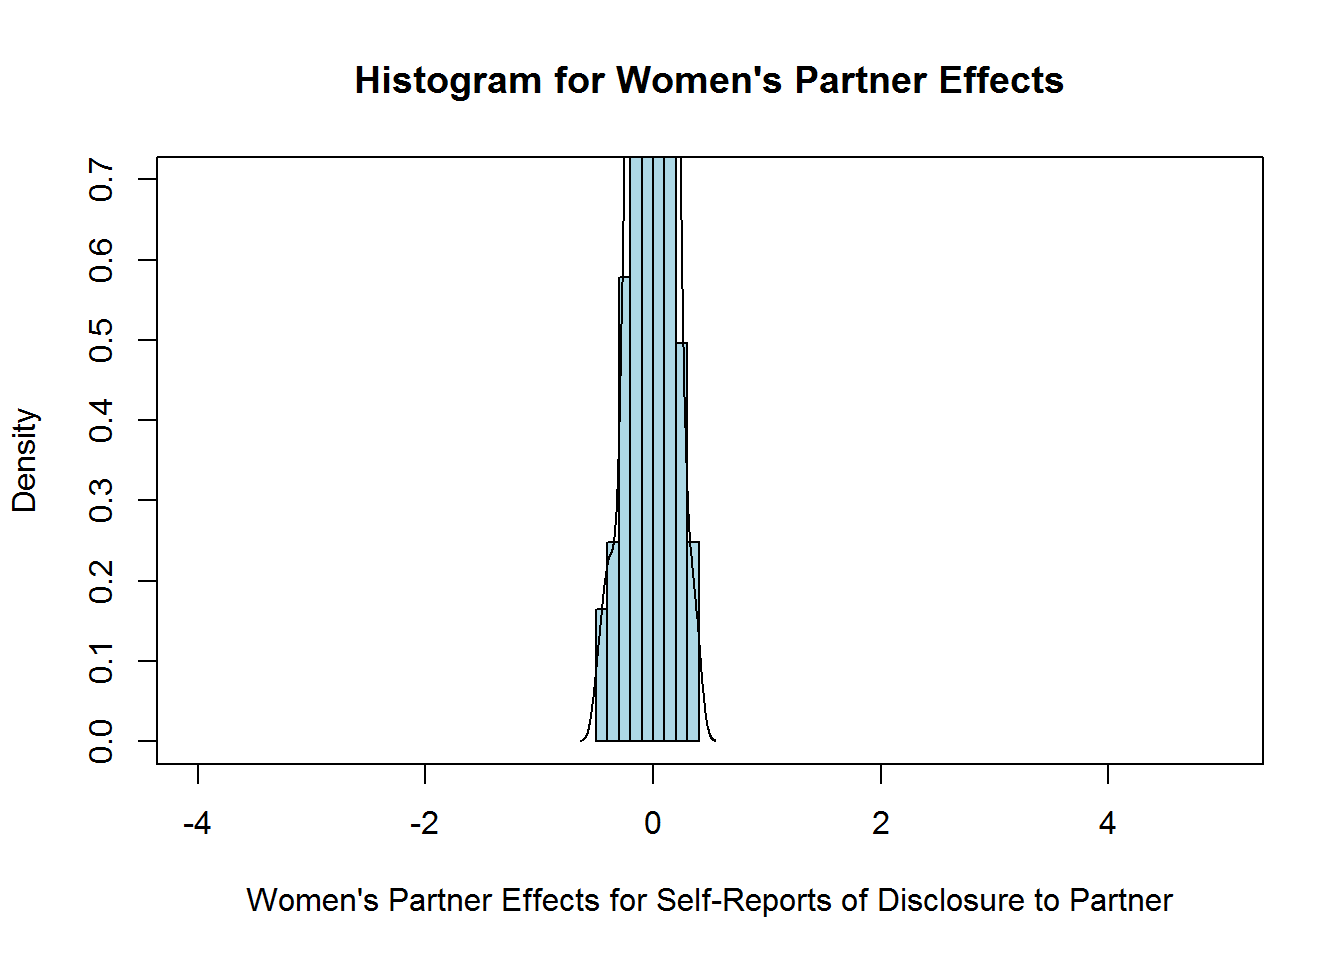 Histogram for Women's Partner Effects
0.7
0.6
0.5
0.4
0.3
0.2
0.1
0.0
Density
-4 -2 0 2 4
Women's Partner Effects for Self-Reports of Disclosure to Partner